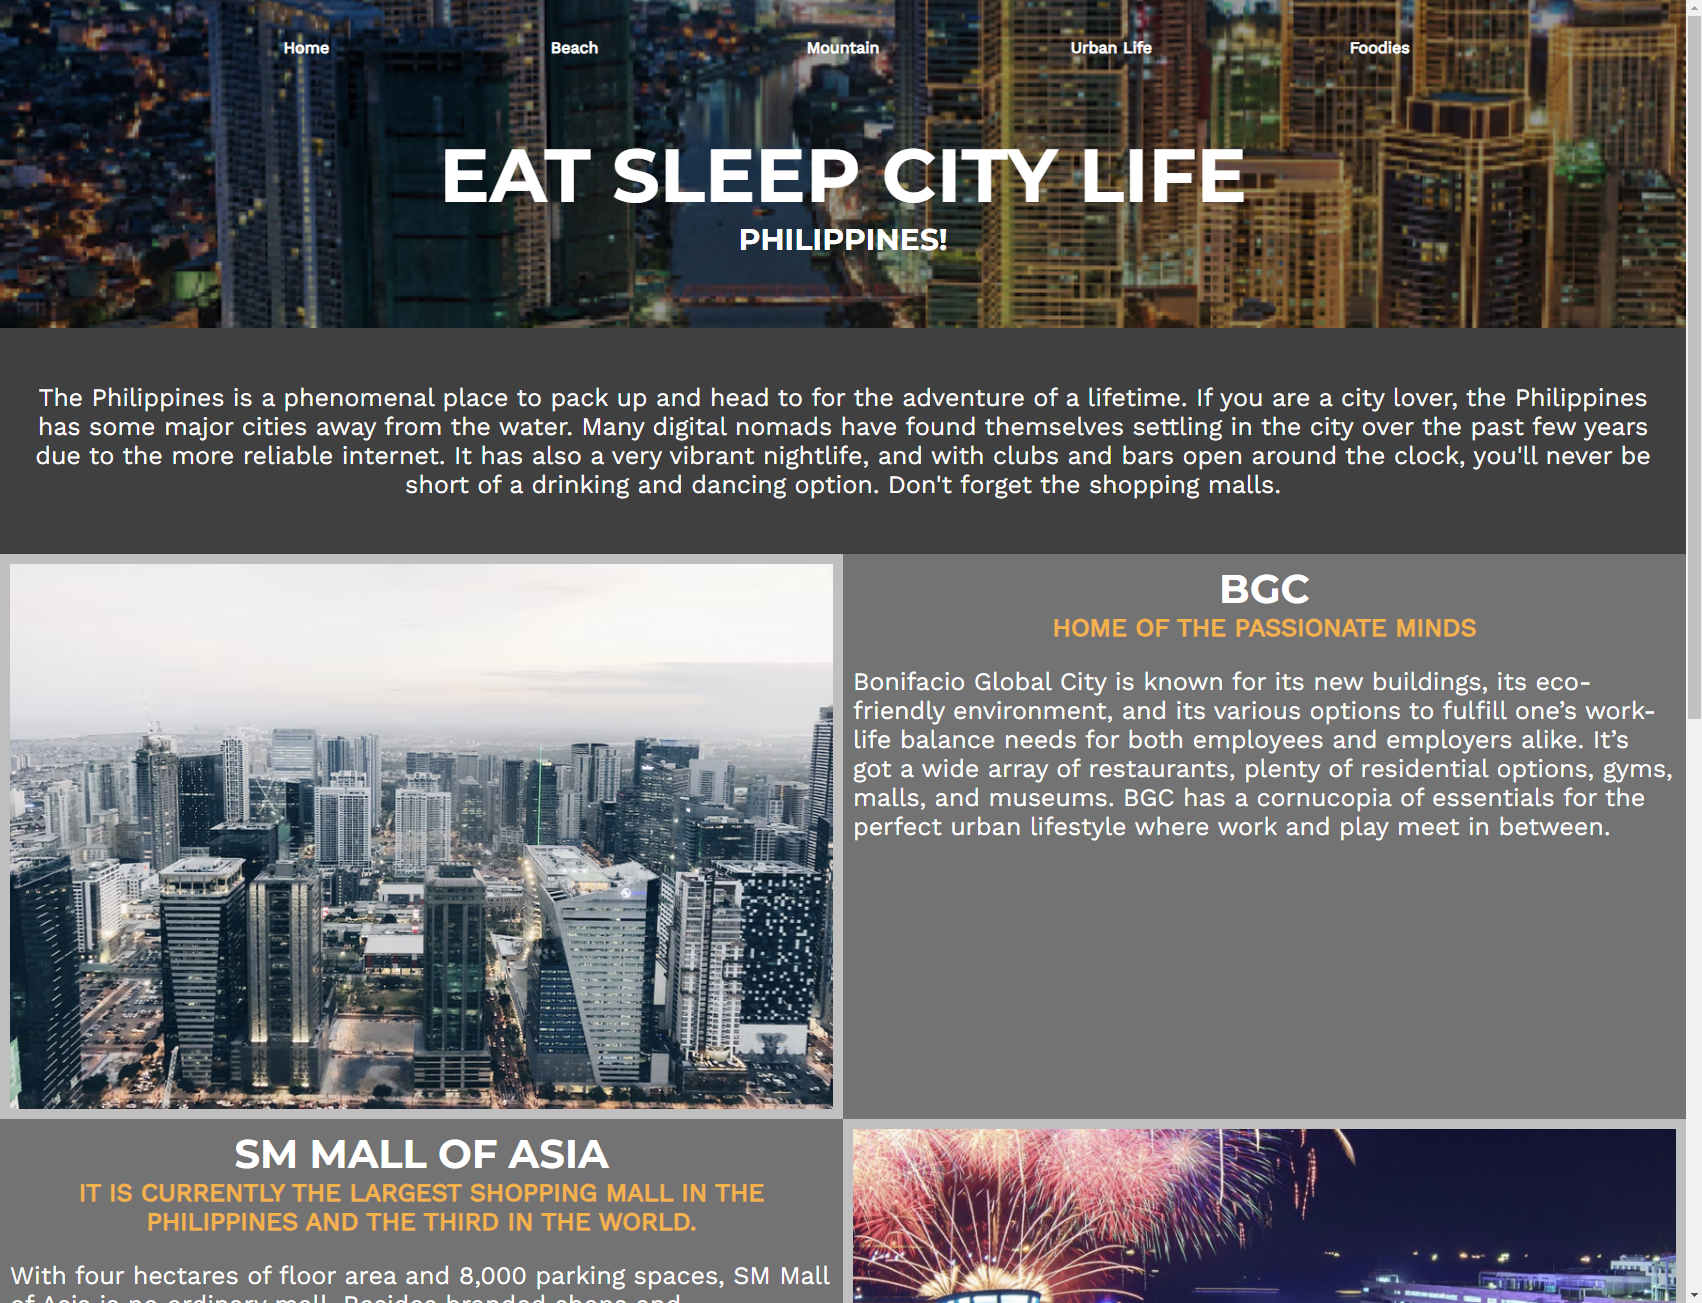 Home Beach Mountain Urban Life Foodies
EAT SLEEP CITY LIFE
PHILIPPINES!
The Philippines is a phenomenal place to pack up and head to for the adventure of a lifetime. If you are a city lover, the Philippines
has some major cities away from the water. Many digital nomads have found themselves settling in the city over the past few years
due to the more reliable internet. It has also a very vibrant nightlife, and with clubs and bars open around the clock, you'll never be
short of a drinking and dancing option. Don't forget the shopping malls.
BGC
HOME OF THE PASSIONATE MINDS
Bonifacio Global City is known for its new buildings, its eco-
friendly environment, and its various options to fulfill one’s work-
life balance needs for both employees and employers alike. It’s
got a wide array of restaurants, plenty of residential options, gyms,
malls, and museums. BGC has a cornucopia of essentials for the
perfect urban lifestyle where work and play meet in between.
SM MALL OF ASIA
IT IS CURRENTLY THE LARGEST SHOPPING MALL IN THE
PHILIPPINES AND THE THIRD IN THE WORLD.
With four hectares of floor area and 8,000 parking spaces, SM Mall
of Asia is no ordinary mall. Besides branded shops and